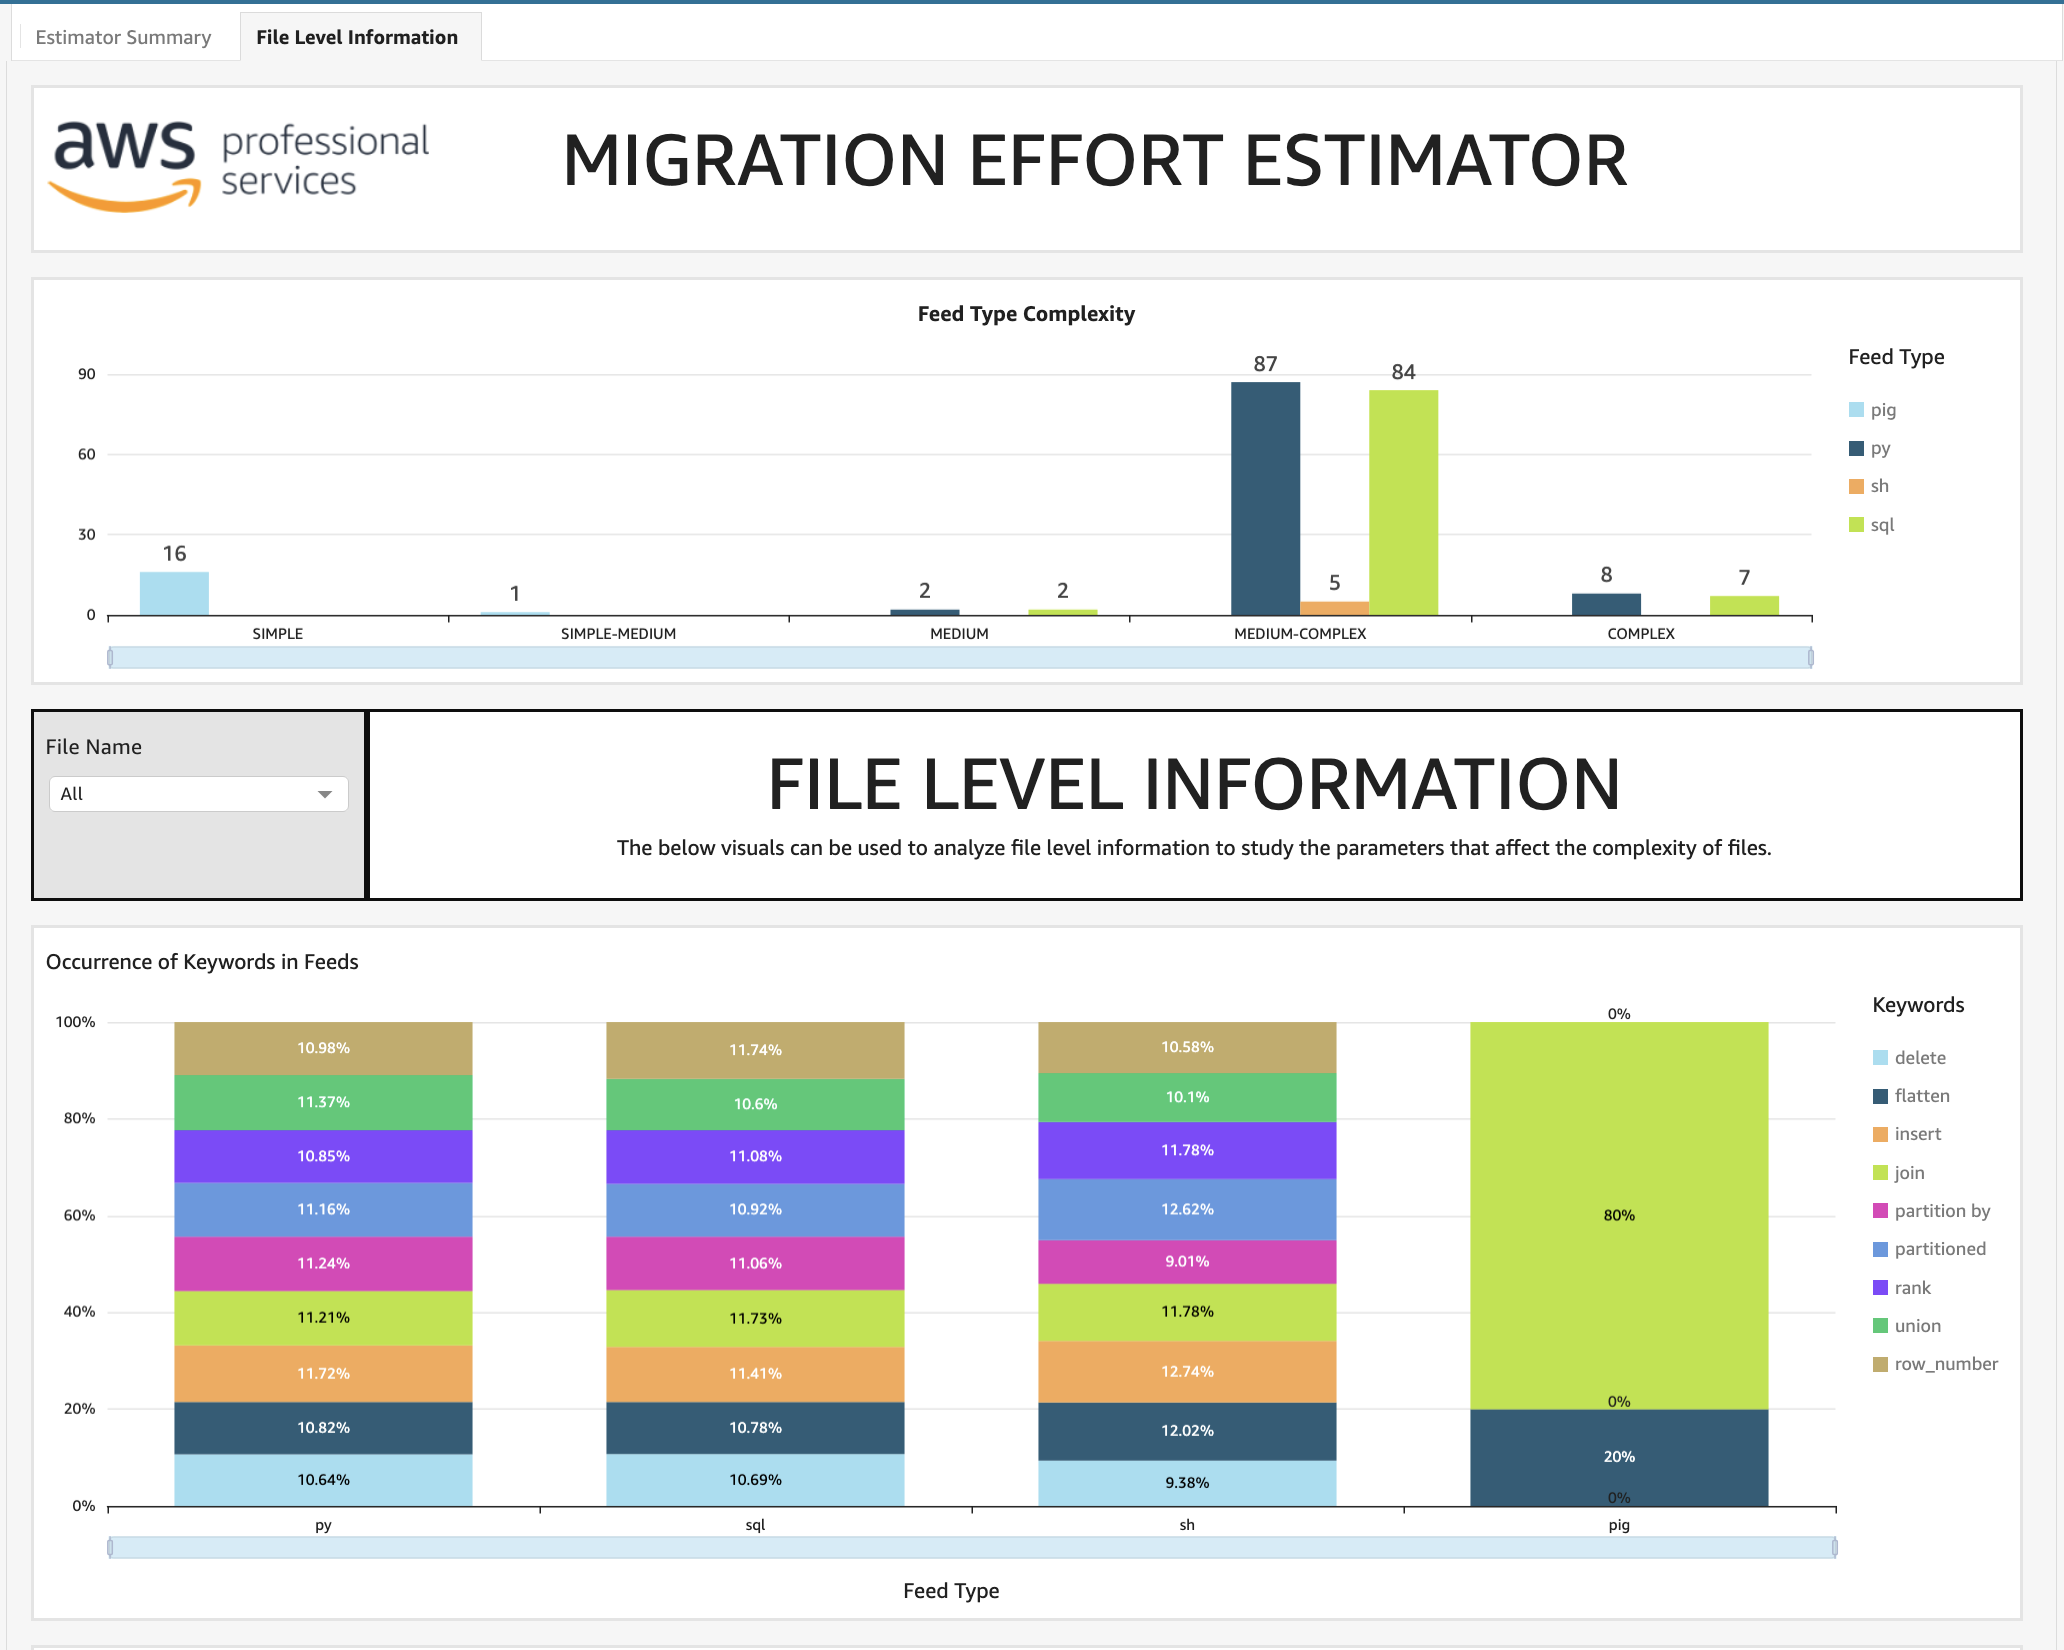 Estimator Summary
File Level Information
aws professional services
MIGRATION EFFORT ESTIMATOR
Feed Type Complexity
90
60
30
0
16
1
2
2
87
5
84
8
7
SIMPLE
SIMPLE-MEDIUM
MEDIUM
MEDIUM-COMPLEX
COMPLEX
Feed Type
pig
py
sh
sql
File Name
All
FILE LEVEL INFORMATION
The below visuals can be used to analyze file level information to study the parameters that affect the complexity of files.
Occurrence of Keywords in Feeds
100%
80%
60%
40%
20%
0%
10.98%
11.37%
10.85%
11.16%
11.24%
11.21%
11.72%
10.82%
10.64%
11.74%
10.6%
11.08%
10.92%
11.06%
11.73%
11.41%
10.78%
10.69%
10.58%
10.1%
11.78%
12.62%
9.01%
11.78%
12.74%
12.02%
9.38%
0%
80%
0%
20%
0%
py
sql
sh
pig
Feed Type
Keywords
delete
flatten
insert
join
partition by
partitioned
rank
union
row_number